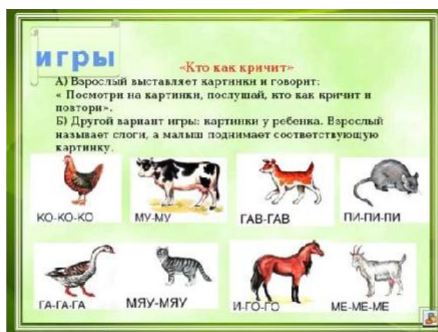 игры
«Кто как кричит»
А) Взрослый выставляет картинки и говорит:
« Посмотри на картинки, послушай, кто как кричит и
повтори».
Б) Другой вариант игры: картинки у ребенка. Взрослый
называет слоги, а малыш поднимает соответствующую
картинку.
КО-КО-КО МУ-МУ ГАВ-ГАВ ПИ-ПИ-ПИ
ГА-ГА-ГА МЯУ-МЯУ И-ГО-ГО МЕ-МЕ-МЕ